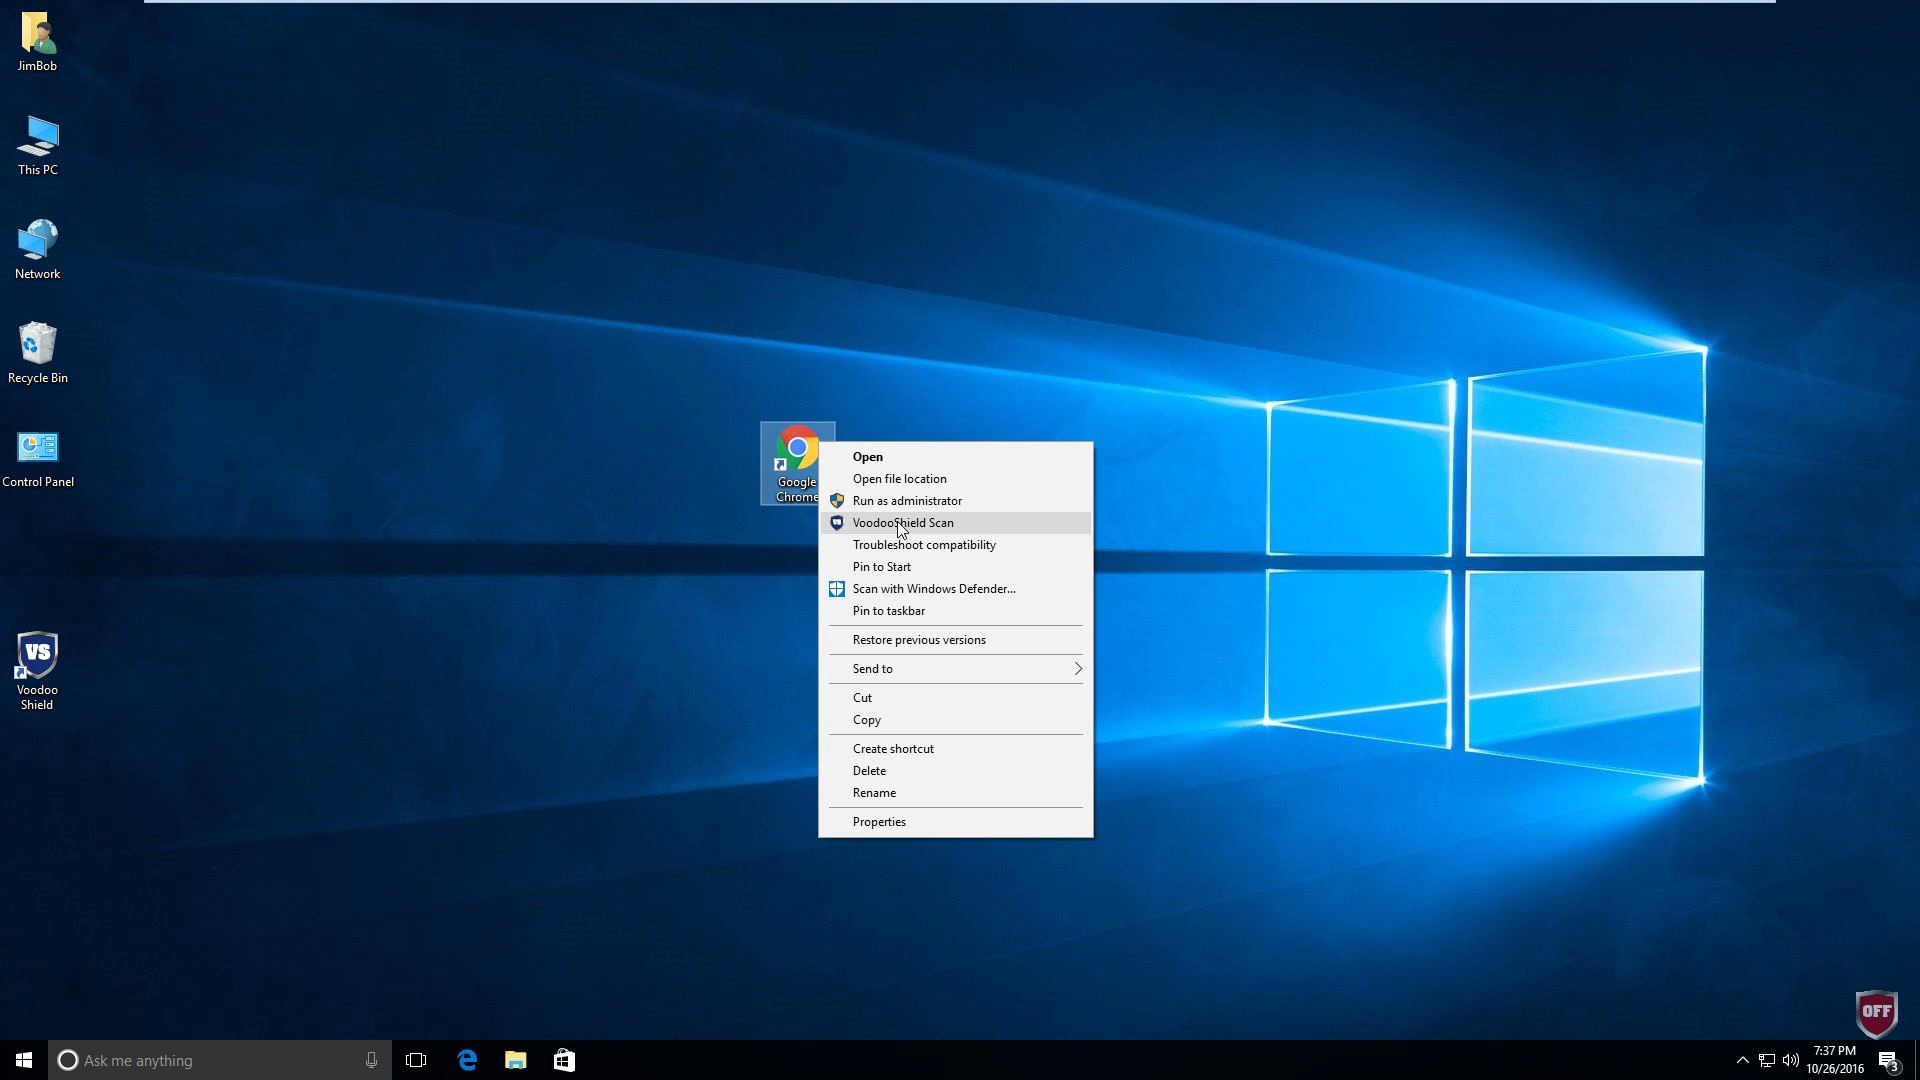 JimBob
This PC
Network
Recycle Bin
Control Panel
VS
Voodoo
Shield
Google
Chrome
Open
Open file location
Run as administrator
VS
VoodooShield Scan
Troubleshoot compatibility
Pin to Start
Scan with Windows Defender...
Pin to taskbar
Restore previous versions
Send to
Cut
Copy
Create shortcut
Delete
Rename
Properties
OFF
Ask me anything
7:37 PM
10/26/2016
3